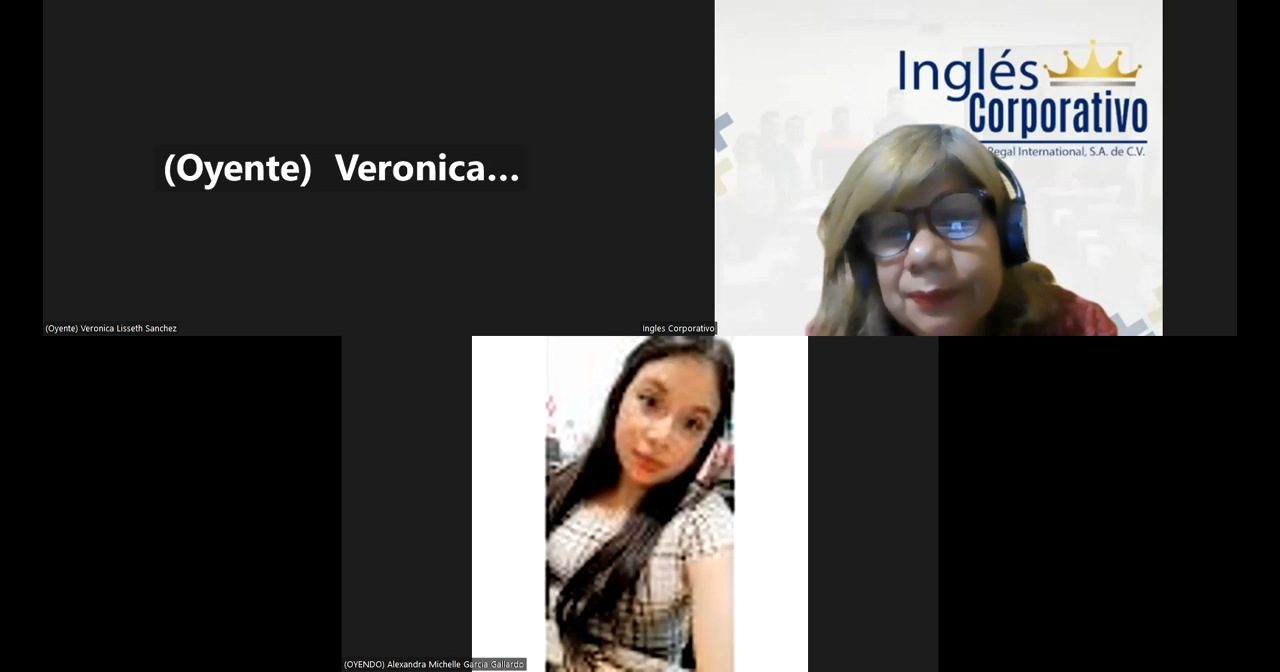 (Oyente) Veronica...
Inglés
Corporativo
Regal International, S.A. de C.V.
(Oyente) Veronica Lisseth Sanchez
Ingles Corporativo
(OYENDO) Alexandra Michelle Garcia Gallardo